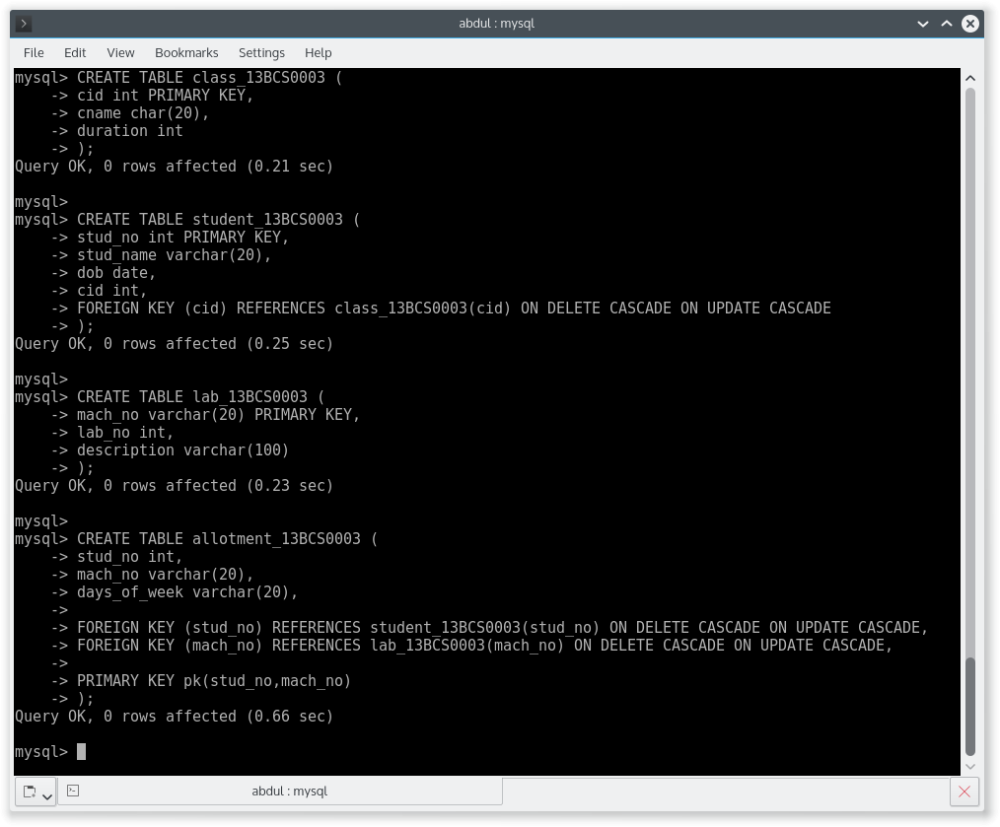 abdul : mysql
File Edit View Bookmarks Settings Help
mysql> CREATE TABLE class_13BCS0003 (
    -> cid int PRIMARY KEY,
    -> cname char(20),
    -> duration int
    -> );
Query OK, 0 rows affected (0.21 sec)
mysql>
mysql> CREATE TABLE student_13BCS0003 (
    -> stud_no int PRIMARY KEY,
    -> stud_name varchar(20),
    -> dob date,
    -> cid int,
    -> FOREIGN KEY (cid) REFERENCES class_13BCS0003(cid) ON DELETE CASCADE ON UPDATE CASCADE
    -> );
Query OK, 0 rows affected (0.25 sec)
mysql>
mysql> CREATE TABLE lab_13BCS0003 (
    -> mach_no varchar(20) PRIMARY KEY,
    -> lab_no int,
    -> description varchar(100)
    -> );
Query OK, 0 rows affected (0.23 sec)
mysql>
mysql> CREATE TABLE allotment_13BCS0003 (
    -> stud_no int,
    -> mach_no varchar(20),
    -> days_of_week varchar(20),
    ->
    -> FOREIGN KEY (stud_no) REFERENCES student_13BCS0003(stud_no) ON DELETE CASCADE ON UPDATE CASCADE,
    -> FOREIGN KEY (mach_no) REFERENCES lab_13BCS0003(mach_no) ON DELETE CASCADE ON UPDATE CASCADE,
    ->
    -> PRIMARY KEY pk(stud_no,mach_no)
    -> );
Query OK, 0 rows affected (0.66 sec)
mysql>
abdul : mysql